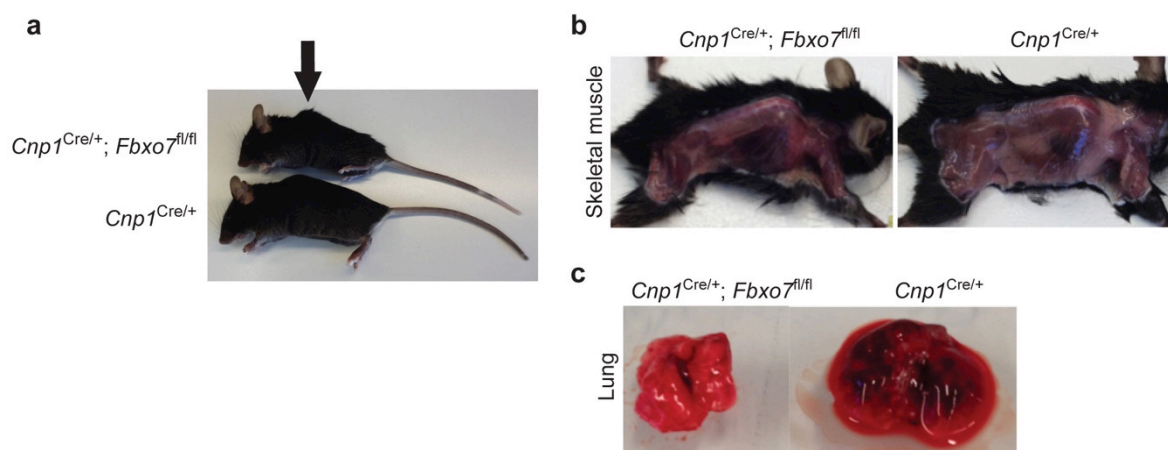 a
Cnp1Cre/+; Fbxo7fl/fl
Cnp1Cre/+
b
Cnp1Cre/+; Fbxo7fl/fl
Cnp1Cre/+
Skeletal muscle
c
Cnp1Cre/+; Fbxo7fl/fl
Cnp1Cre/+
Lung